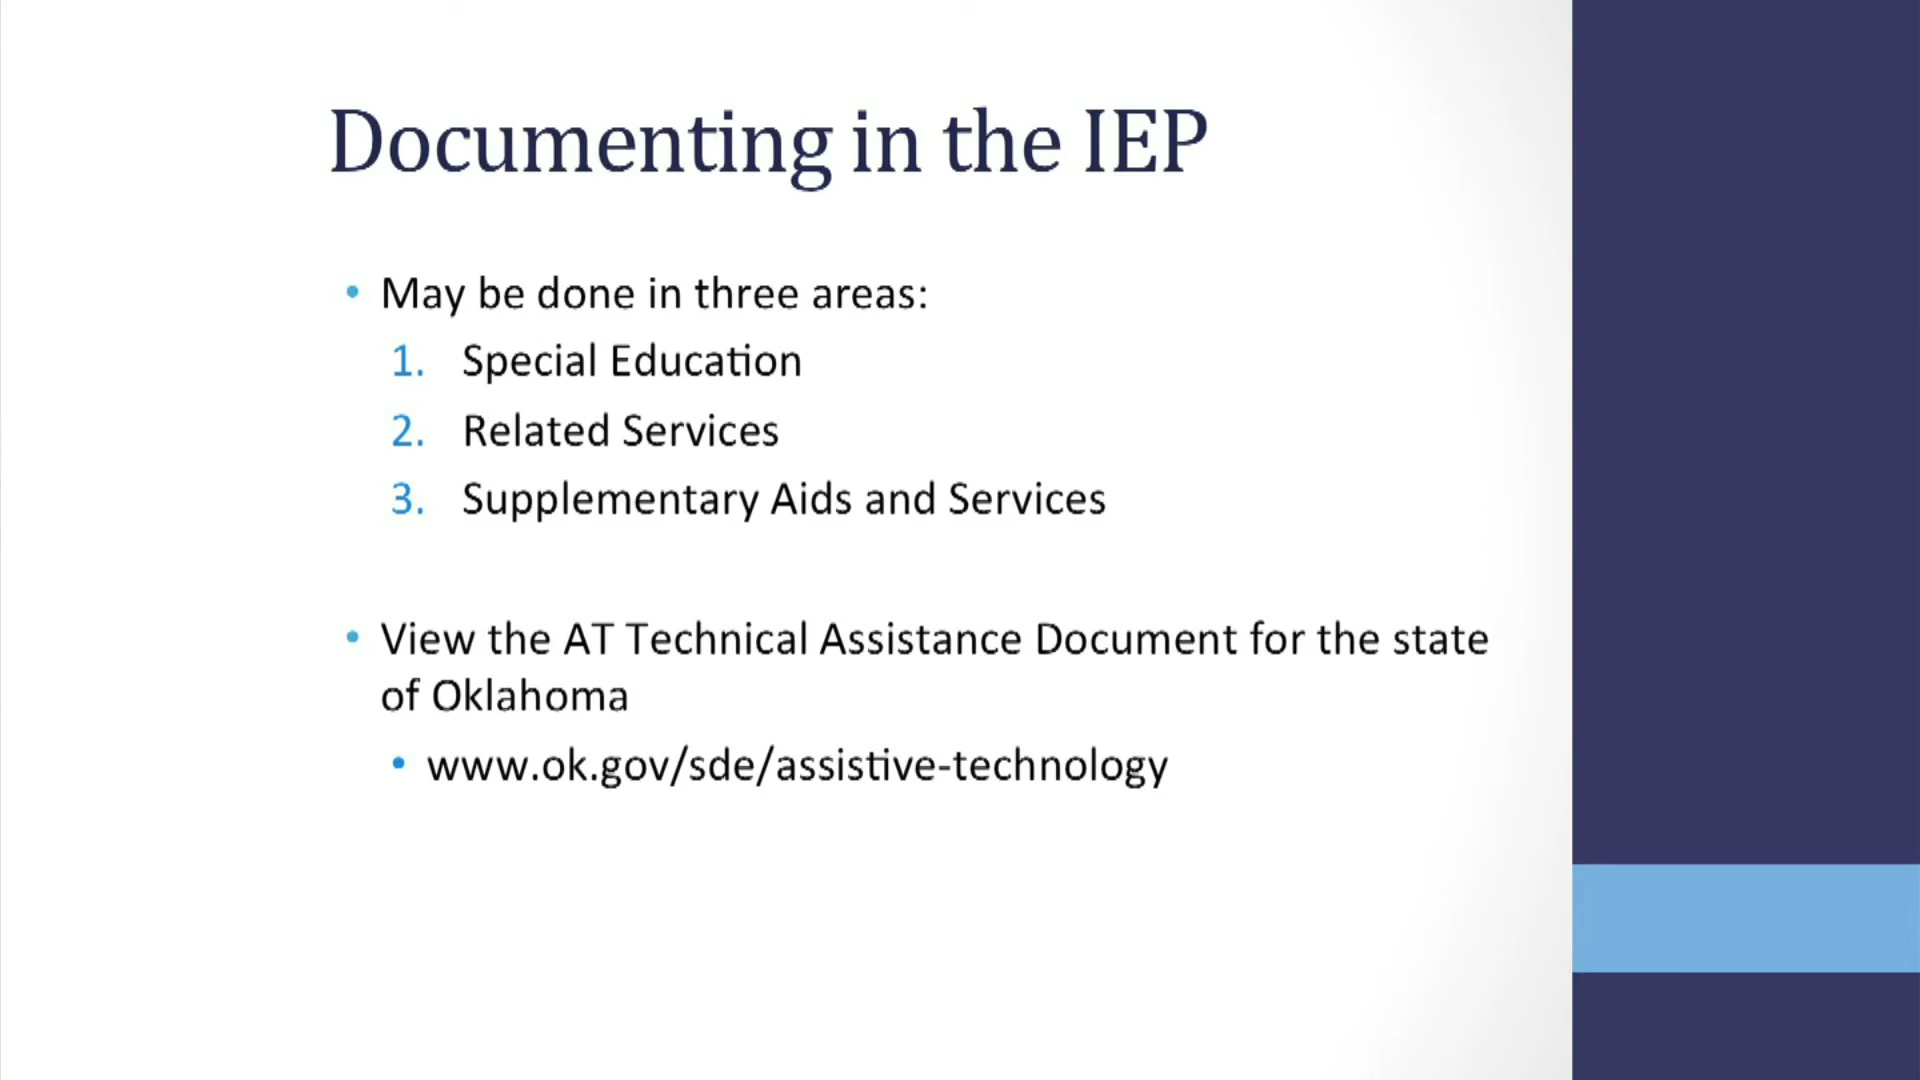 Documenting in the IEP
• May be done in three areas:
1. Special Education
2. Related Services
3. Supplementary Aids and Services
• View the AT Technical Assistance Document for the state
of Oklahoma
• www.ok.gov/sde/assistive-technology